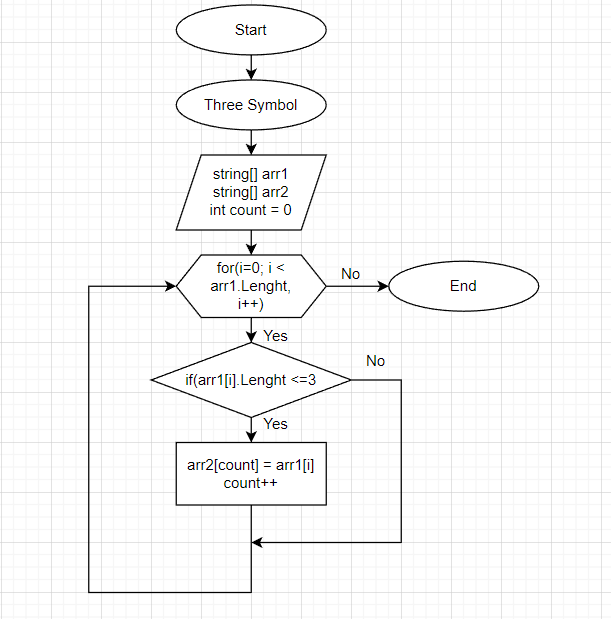 Start
Three Symbol
string[] arr1
string[] arr2
int count = 0
for(i=0; i <
arr1.Lenght,
i++)
No
End
Yes
if(arr1[i].Lenght <=3
No
Yes
arr2[count] = arr1[i]
count++